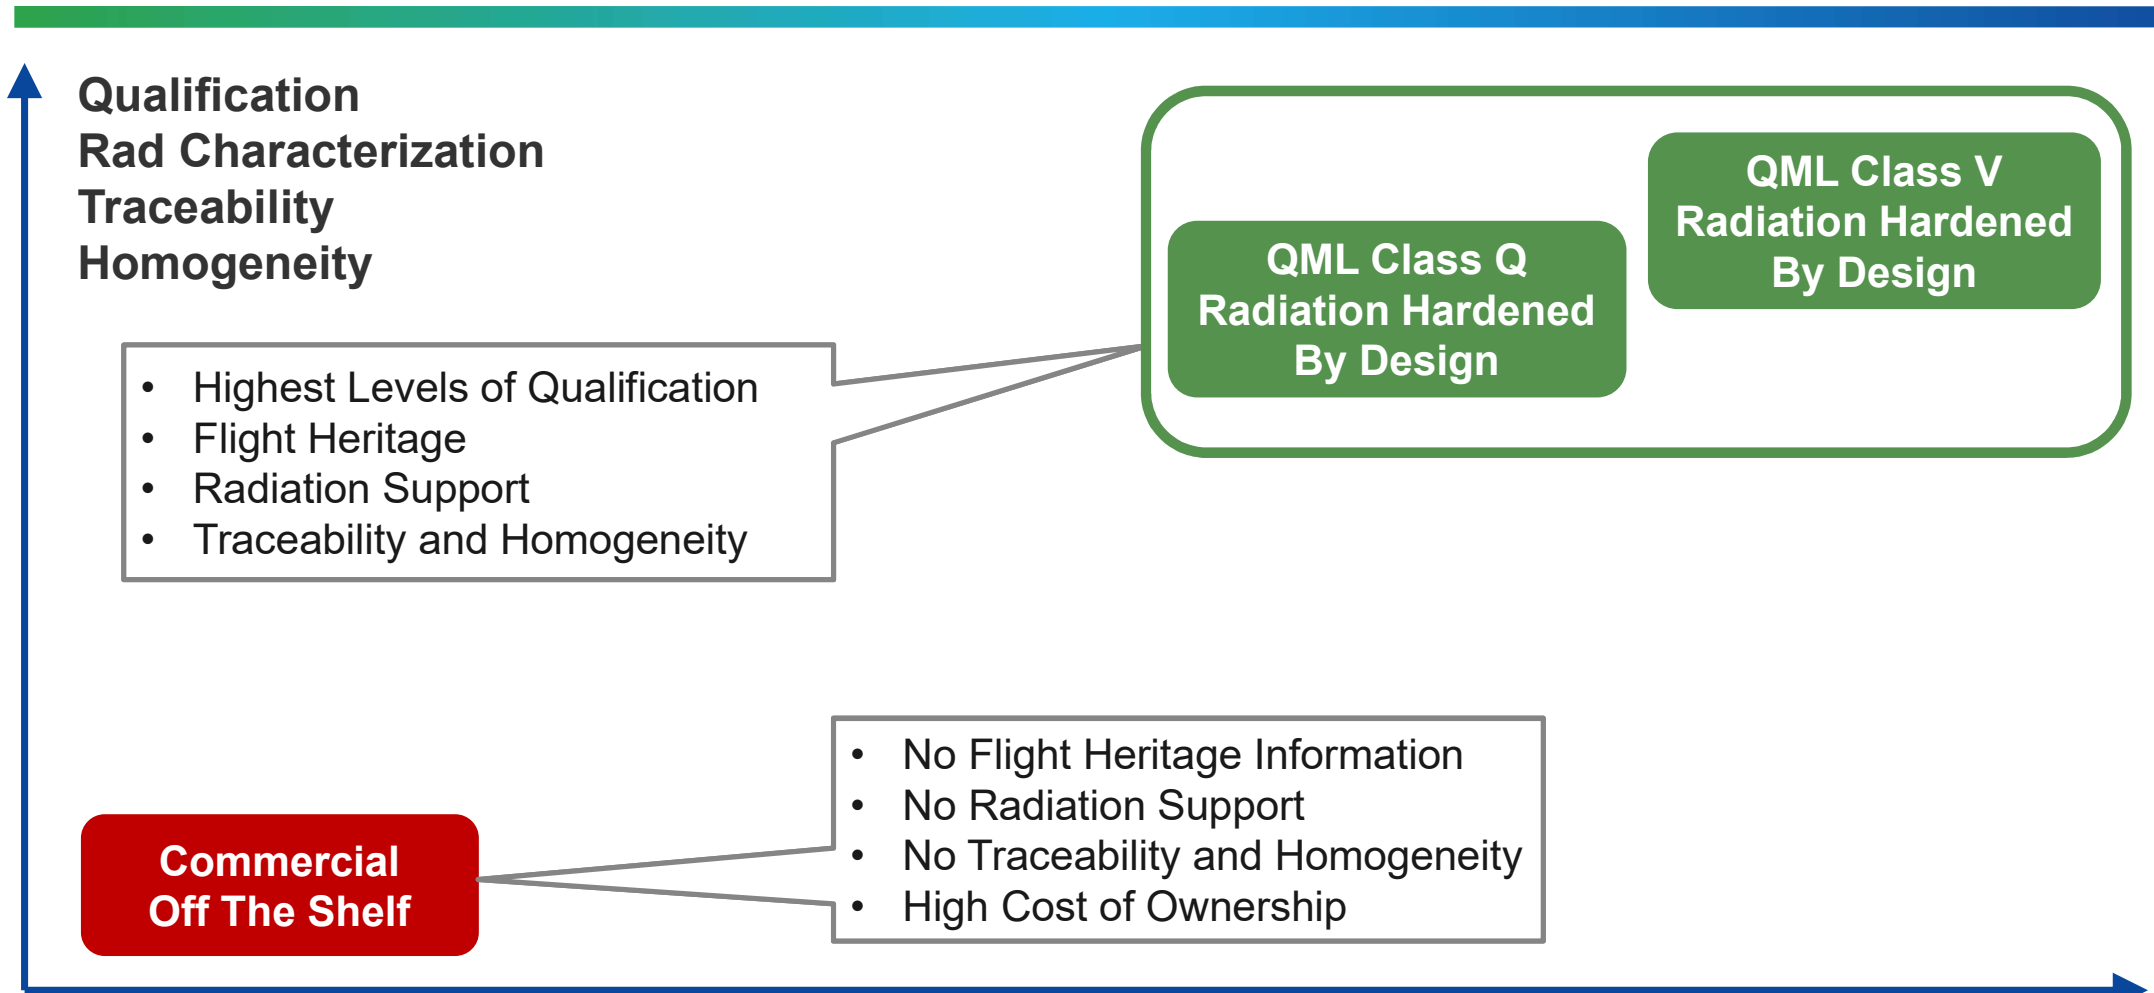 Qualification
Rad Characterization
Traceability
Homogeneity
QML Class V
Radiation Hardened
By Design
QML Class Q
Radiation Hardened
By Design
• Highest Levels of Qualification
• Flight Heritage
• Radiation Support
• Traceability and Homogeneity
• No Flight Heritage Information
• No Radiation Support
• No Traceability and Homogeneity
• High Cost of Ownership
Commercial
Off The Shelf